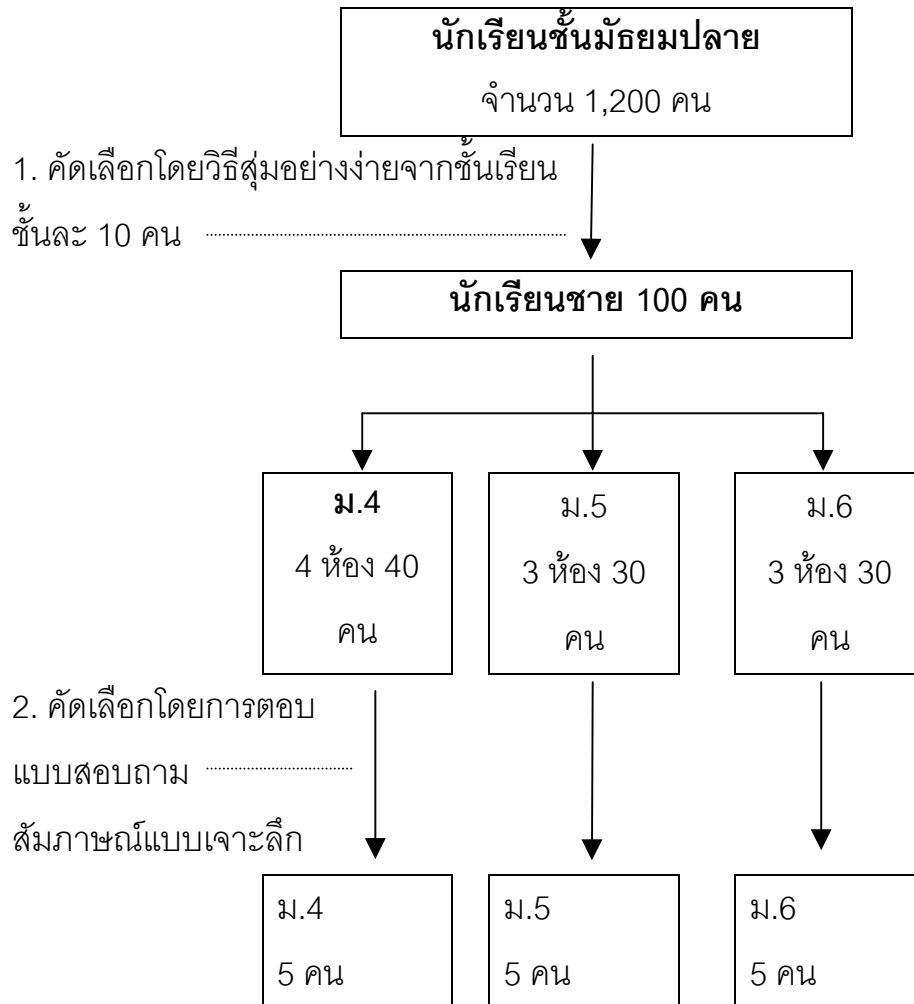 นักเรียนชั้นมัธยมปลาย
จำนวน 1,200 คน
1. คัดเลือกโดยวิธีสุ่มอย่างง่ายจากชั้นเรียน
ชั้นละ 10 คน
นักเรียนชาย 100 คน
ม.4
4 ห้อง 40
คน
ม.5
3 ห้อง 30
คน
ม.6
3 ห้อง 30
คน
2. คัดเลือกโดยการตอบ
แบบสอบถาม
สัมภาษณ์แบบเจาะลึก
ม.4
5 คน
ม.5
5 คน
ม.6
5 คน